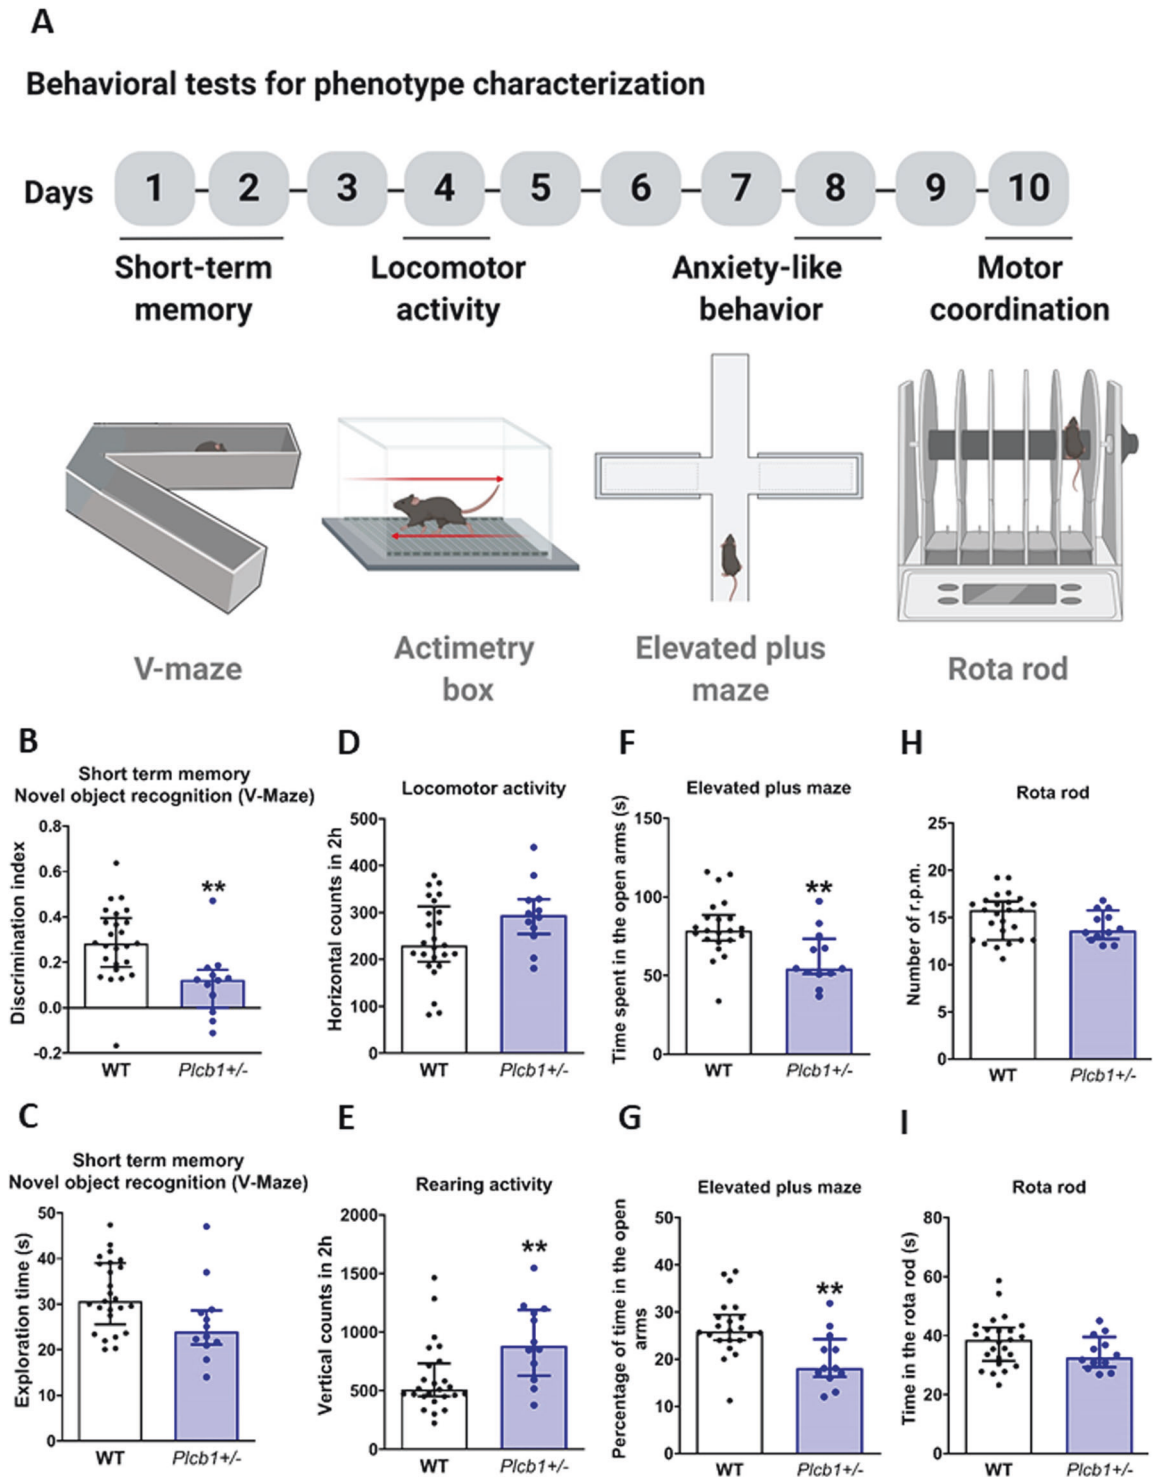 A
Behavioral tests for phenotype characterization
Days 1 2 3 4 5 6 7 8 9 10
Short-term
memory
Locomotor
activity
Anxiety-like
behavior
Motor
coordination
V-maze
Actimetry
box
Elevated plus
maze
Rota rod
B
Short term memory
Novel object recognition (V-Maze)
Discrimination index
0.8
0.6
0.4
0.2
0.0
-0.2
**
WT
Plcb1+/-
D
Locomotor activity
Horizontal counts in 2h
500
400
300
200
100
0
WT
Plcb1+/-
F
Elevated plus maze
Time spent in the open arms (s)
150
100
50
0
**
WT
Plcb1+/-
H
Rota rod
Number of r.p.m.
25
20
15
10
5
0
WT
Plcb1+/-
C
Short term memory
Novel object recognition (V-Maze)
Exploration time (s)
50
40
30
20
10
0
WT
Plcb1+/-
E
Rearing activity
Vertical counts in 2h
2000
1500
1000
500
0
**
WT
Plcb1+/-
G
Elevated plus maze
Percentage of time in the open
arms
50
40
30
20
10
0
**
WT
Plcb1+/-
I
Rota rod
Time in the rota rod (s)
80
60
40
20
0
WT
Plcb1+/-